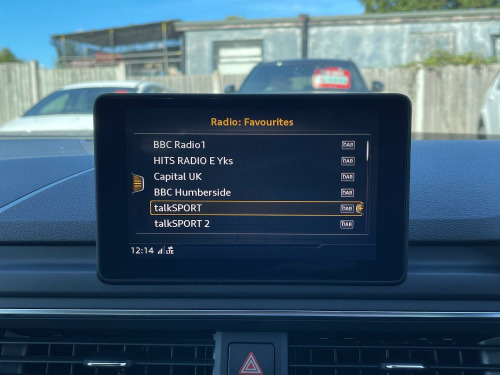 Radio: Favourites
BBC Radio1 DAB
HITS RADIO E Yks DAB
Capital UK DAB
BBC Humberside DAB
talkSPORT DAB
talkSPORT 2 DAB
12:14 LTE